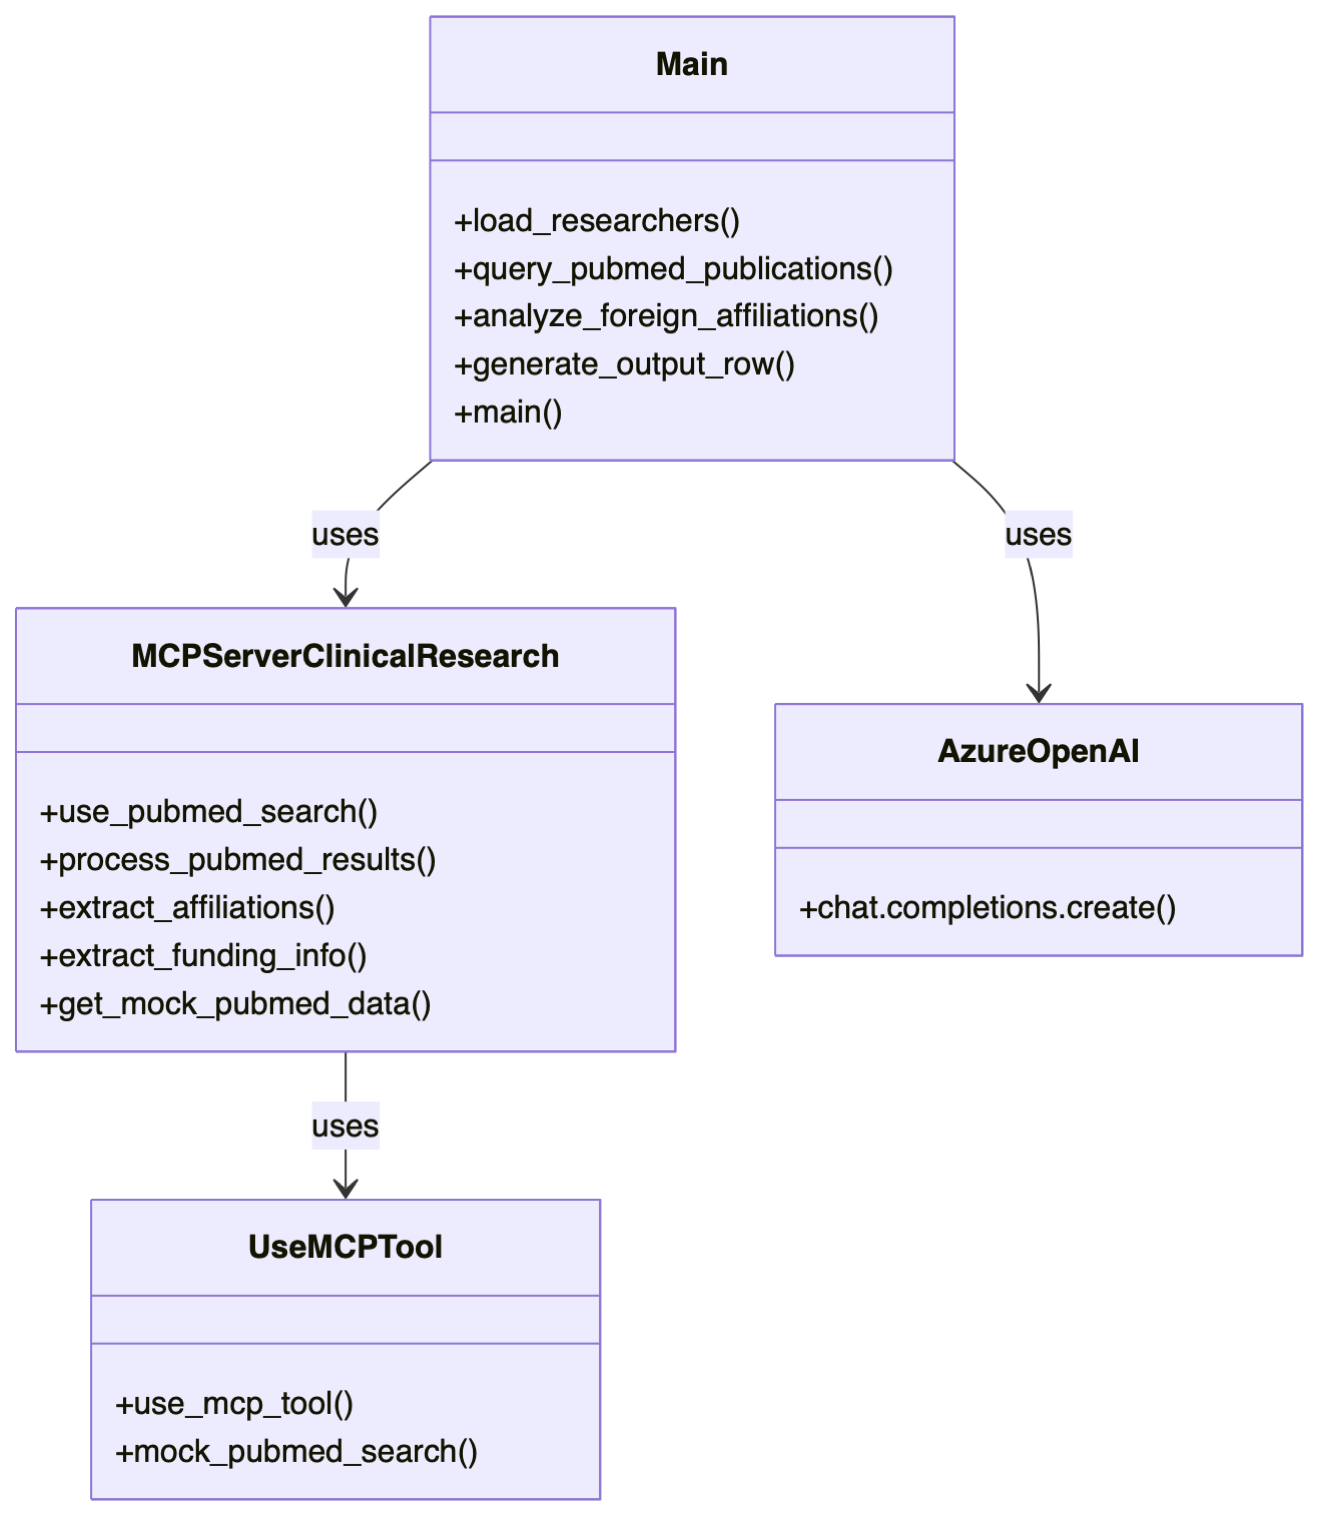 Main
+load_researchers()
+query_pubmed_publications()
+analyze_foreign_affiliations()
+generate_output_row()
+main()
uses
uses
MCPServerClinicalResearch
+use_pubmed_search()
+process_pubmed_results()
+extract_affiliations()
+extract_funding_info()
+get_mock_pubmed_data()
AzureOpenAI
+chat.completions.create()
uses
UseMCPTool
+use_mcp_tool()
+mock_pubmed_search()